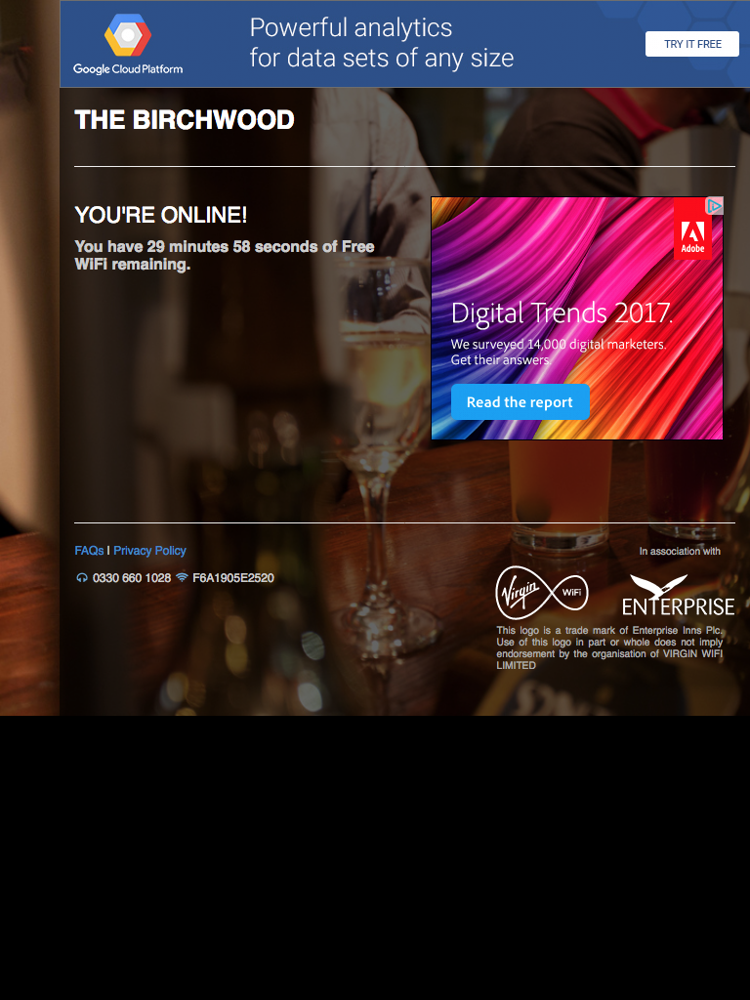 Google Cloud Platform
Powerful analytics
for data sets of any size
TRY IT FREE
THE BIRCHWOOD
YOU'RE ONLINE!
You have 29 minutes 58 seconds of Free
WiFi remaining.
Adobe
Digital Trends 2017.
We surveyed 14,000 digital marketers.
Get their answers.
Read the report
FAQs | Privacy Policy
0330 660 1028 F6A1905E2520
In association with
Virgin WiFi
ENTERPRISE
This logo is a trade mark of Enterprise Inns Plc.
Use of this logo in part or whole does not imply
endorsement by the organisation of VIRGIN WIFI
LIMITED